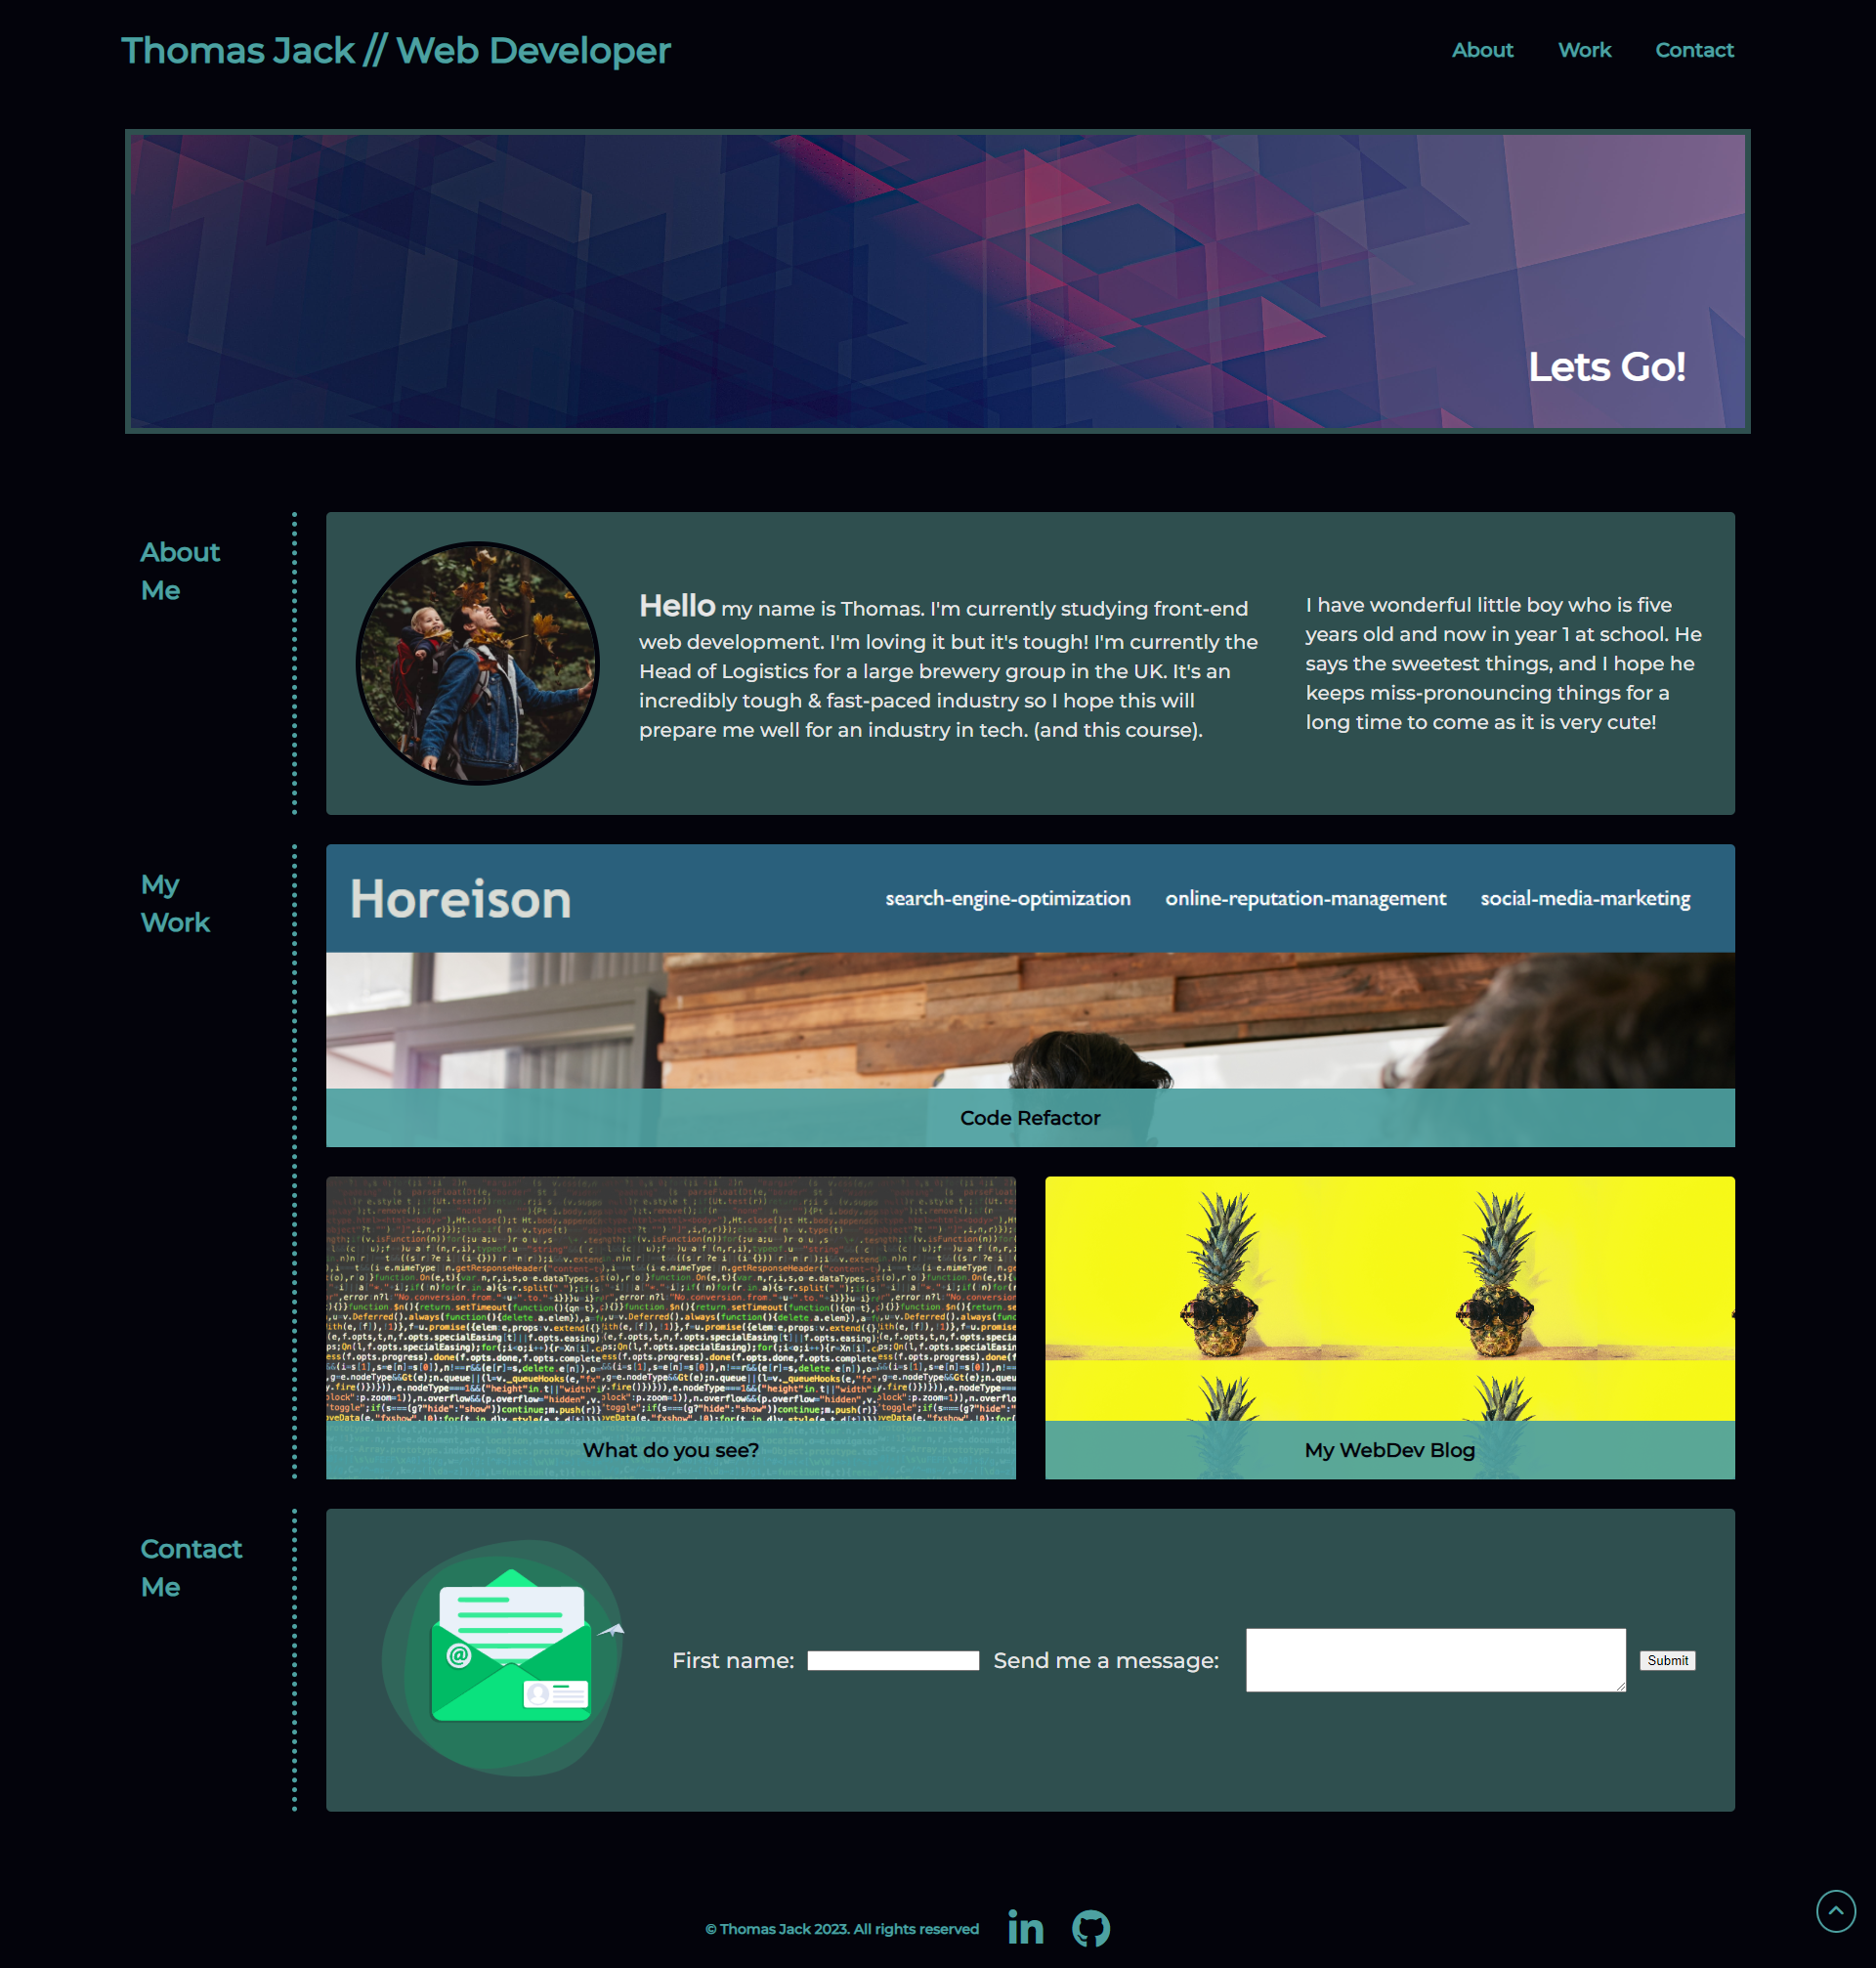 Thomas Jack // Web Developer
About
Work
Contact
Lets Go!
About
Me
Hello my name is Thomas. I'm currently studying front-end
web development. I'm loving it but it's tough! I'm currently the
Head of Logistics for a large brewery group in the UK. It's an
incredibly tough & fast-paced industry so I hope this will
prepare me well for an industry in tech. (and this course).
I have wonderful little boy who is five
years old and now in year 1 at school. He
says the sweetest things, and I hope he
keeps miss-pronouncing things for a
long time to come as it is very cute!
My
Work
Horeison
search-engine-optimization
online-reputation-management
social-media-marketing
Code Refactor
What do you see?
My WebDev Blog
Contact
Me
@
First name:
Send me a message:
Submit
© Thomas Jack 2023. All rights reserved
in